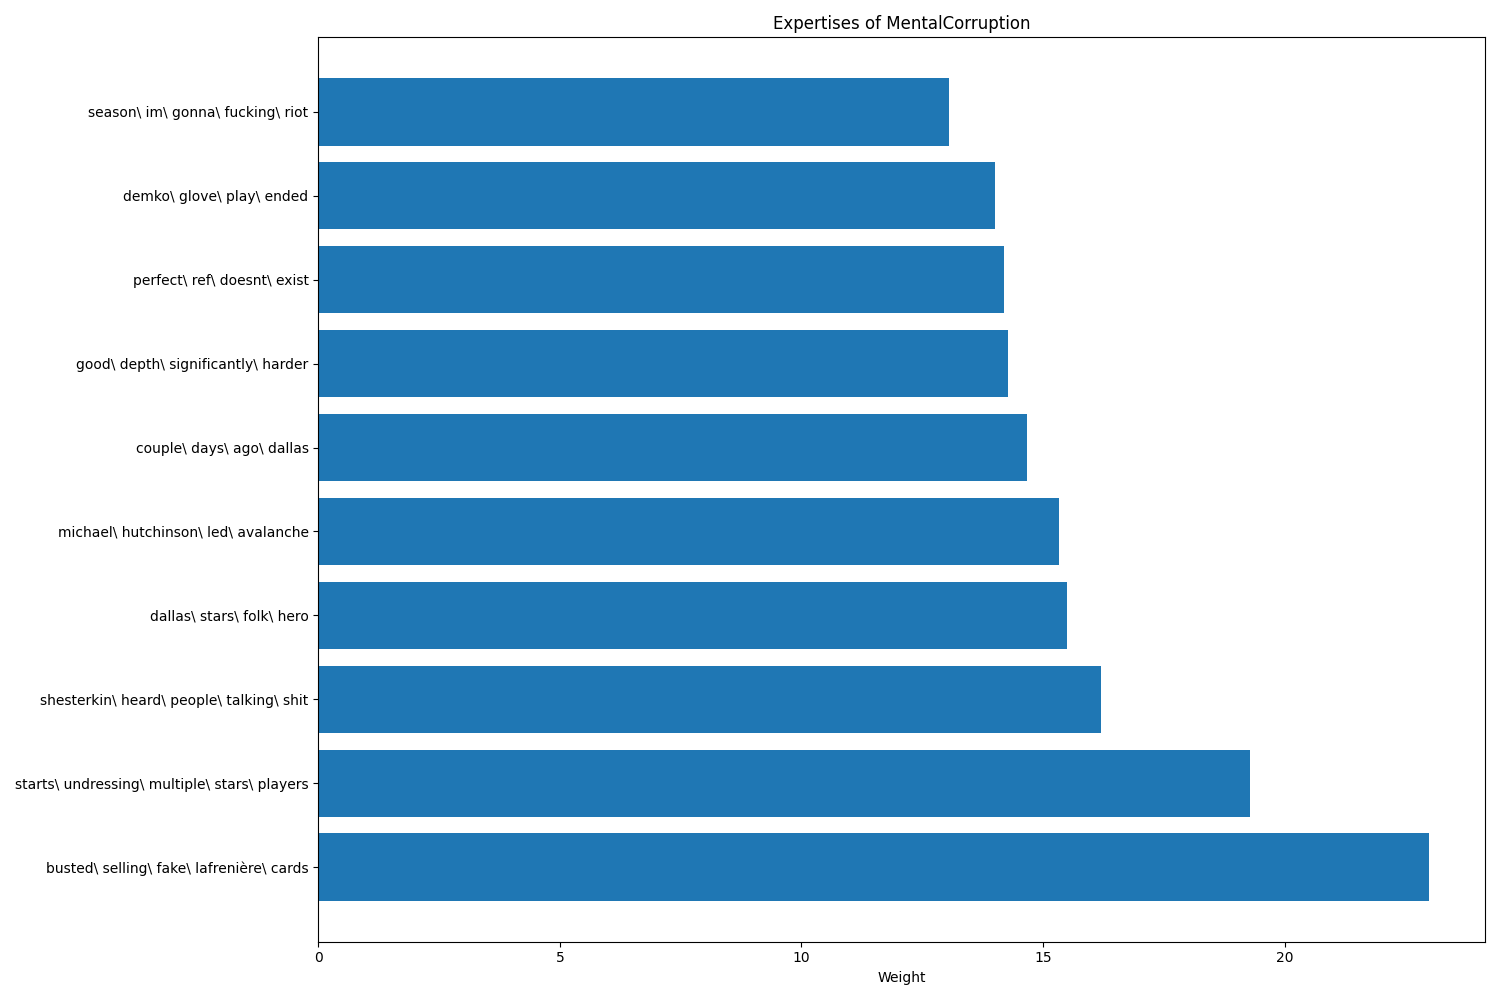 Expertises of MentalCorruption
season\ im\ gonna\ fucking\ riot
demko\ glove\ play\ ended
perfect\ ref\ doesnt\ exist
good\ depth\ significantly\ harder
couple\ days\ ago\ dallas
michael\ hutchinson\ led\ avalanche
dallas\ stars\ folk\ hero
shesterkin\ heard\ people\ talking\ shit
starts\ undressing\ multiple\ stars\ players
busted\ selling\ fake\ lafrenière\ cards
0 5 10 15 20
Weight